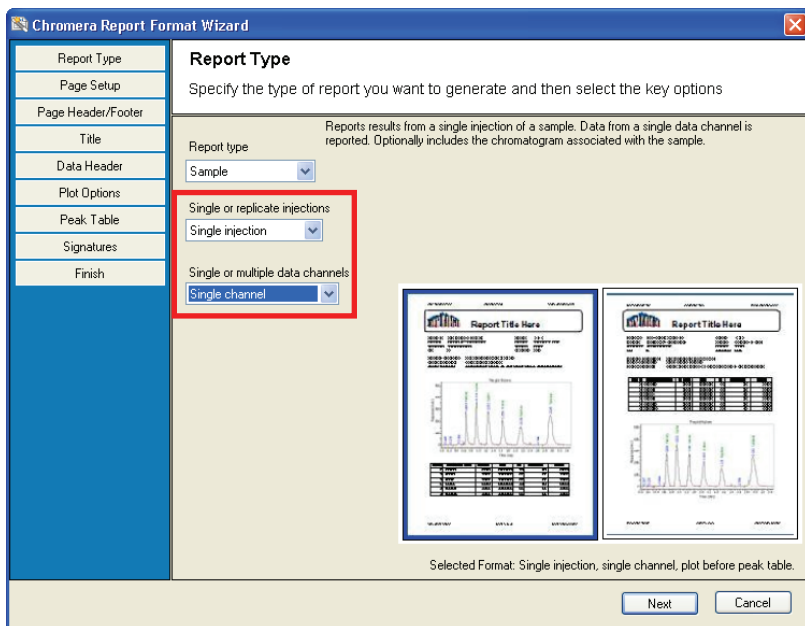 Chromera Report Format Wizard
Report Type
Page Setup
Page Header/Footer
Title
Data Header
Plot Options
Peak Table
Signatures
Finish
Report Type
Specify the type of report you want to generate and then select the key options
Report type
Sample
Reports results from a single injection of a sample. Data from a single data channel is
reported. Optionally includes the chromatogram associated with the sample.
Single or replicate injections
Single injection
Single or multiple data channels
Single channel
Report Title Here
Report Title Here
Selected Format: Single injection, single channel, plot before peak table.
Next
Cancel